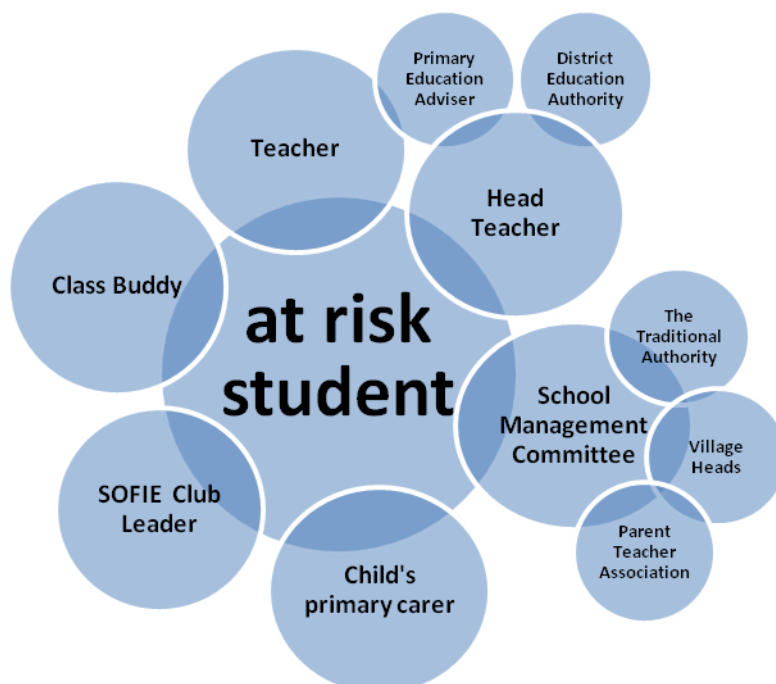 Primary
Education
Adviser
District
Education
Authority
Teacher
Head
Teacher
Class Buddy
at risk
student
The
Traditional
Authority
School
Management
Committee
Village
Heads
SOFIE Club
Leader
Parent
Teacher
Association
Child's
primary carer